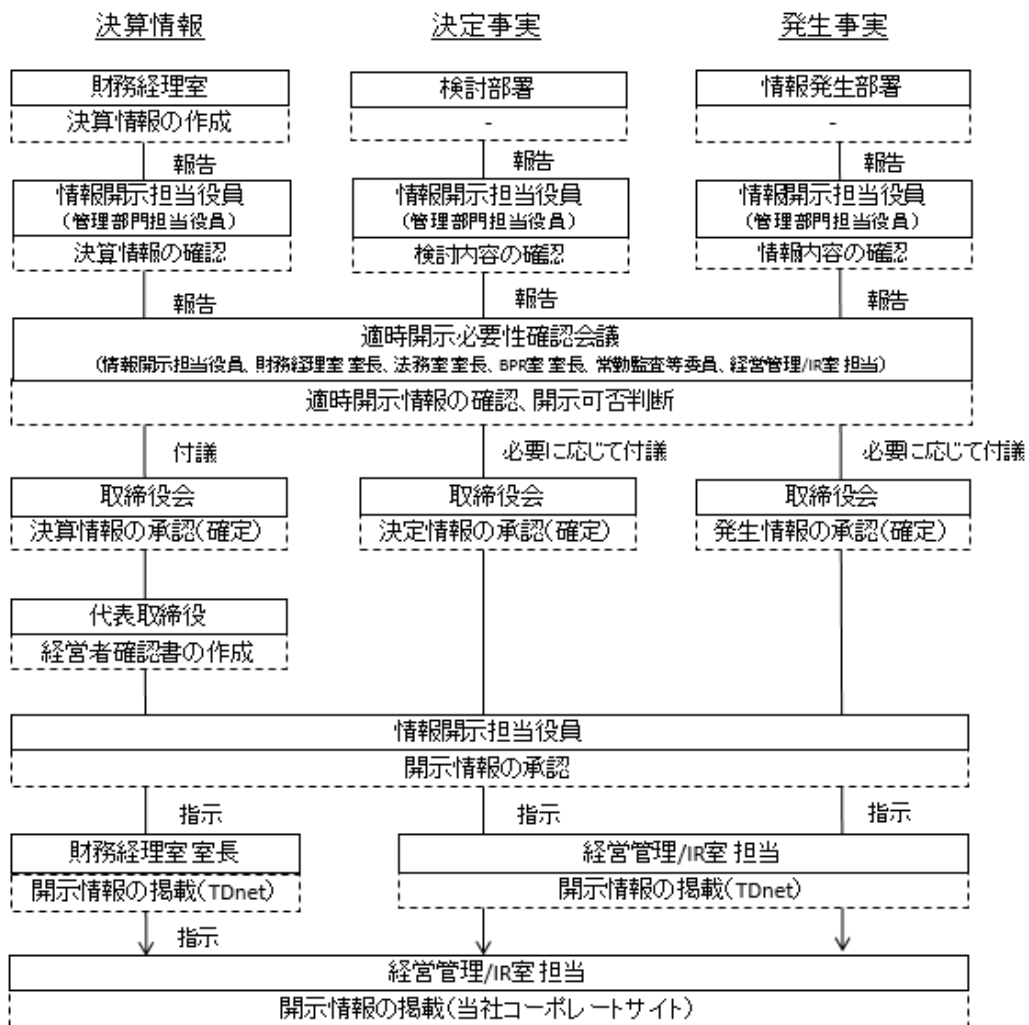 決算情報
決定事実
発生事実
財務経理室
検討部署
情報発生部署
決算情報の作成
-
-
報告
報告
報告
情報開示担当役員
情報開示担当役員
情報開示担当役員
(管理部門担当役員)
(管理部門担当役員)
(管理部門担当役員)
決算情報の確認
検討内容の確認
情報内容の確認
報告
報告
報告
適時開示必要性確認会議
(情報開示担当役員、財務経理室 室長、法務室 室長、BPR室 室長、常勤監査等委員、経営管理/IR室 担当)
適時開示情報の確認、開示可否判断
付議
必要に応じて付議
必要に応じて付議
取締役会
取締役会
取締役会
決算情報の承認(確定)
決定情報の承認(確定)
発生情報の承認(確定)
代表取締役
経営者確認書の作成
情報開示担当役員
開示情報の承認
指示
指示
指示
財務経理室 室長
経営管理/IR室 担当
開示情報の掲載(TDnet)
開示情報の掲載(TDnet)
指示
経営管理/IR室 担当
開示情報の掲載(当社コーポレートサイト)